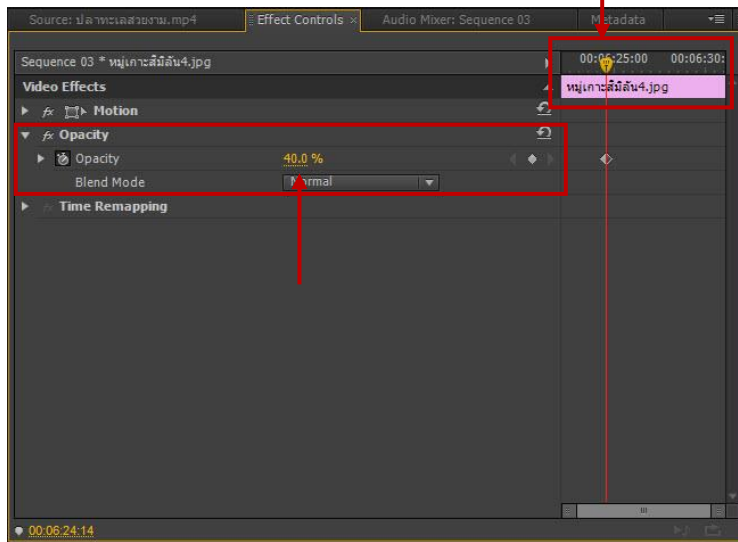 Source: ปลาทะเลสวยงาม.mp4 Effect Controls × Audio Mixer: Sequence 03 Metadata
Sequence 03 * หมู่เกาะสิมิลัน4.jpg 00:06:25:00 00:06:30:
Video Effects หมู่เกาะสิมิลัน4.jpg
fx Motion
fx Opacity
Opacity 40.0 %
Blend Mode Normal
Time Remapping
00:06:24:14